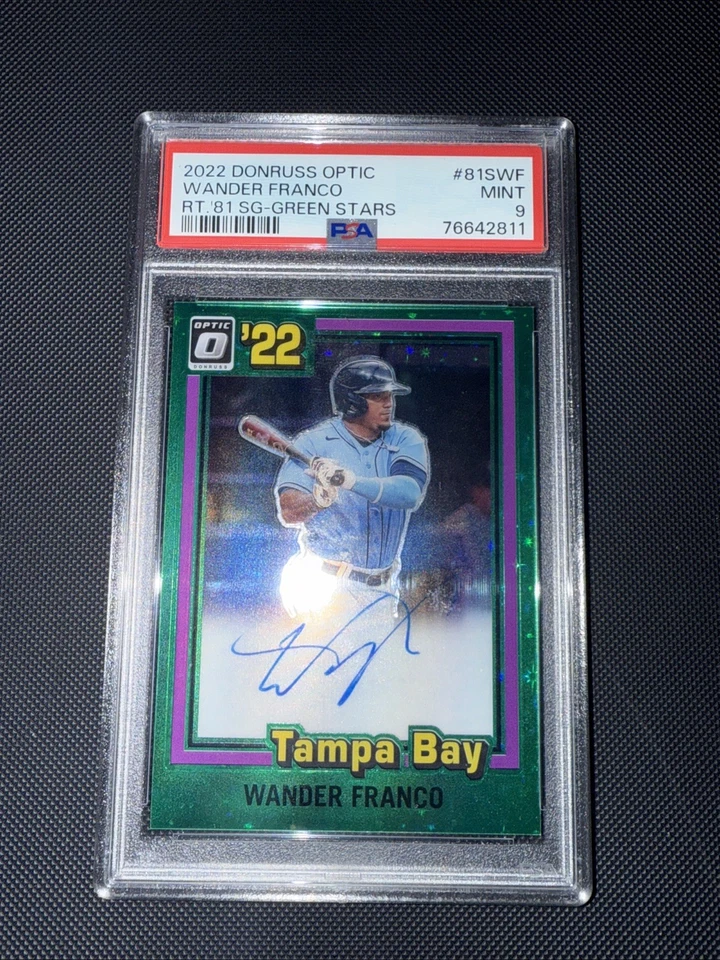 2022 DONRUSS OPTIC #81SWF
WANDER FRANCO MINT
RT.'81 SG-GREEN STARS 9
PSA 76642811
OPTIC
O
DONRUSS
'22
Tampa Bay
WANDER FRANCO